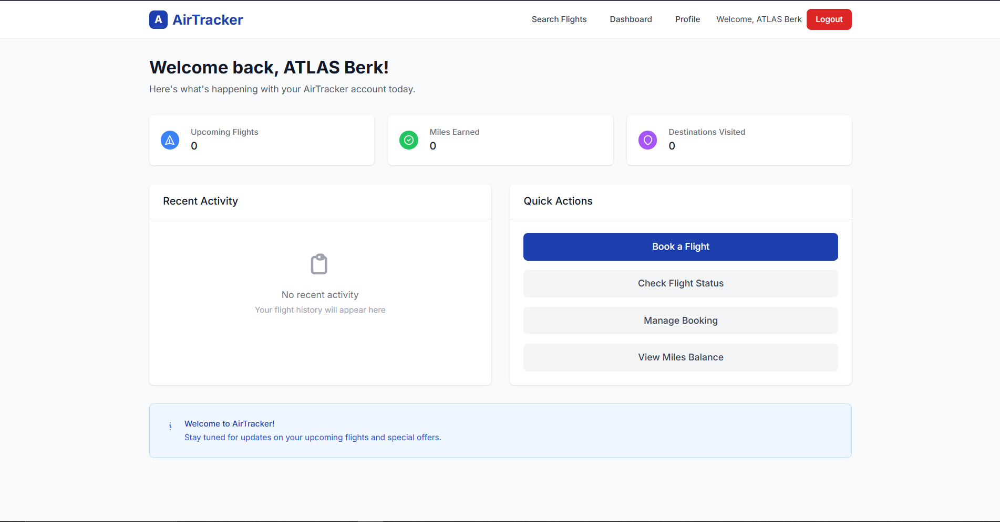 A AirTracker
Search Flights
Dashboard
Profile
Welcome, ATLAS Berk
Logout
Welcome back, ATLAS Berk!
Here's what's happening with your AirTracker account today.
Upcoming Flights
0
Miles Earned
0
Destinations Visited
0
Recent Activity
No recent activity
Your flight history will appear here
Quick Actions
Book a Flight
Check Flight Status
Manage Booking
View Miles Balance
Welcome to AirTracker!
Stay tuned for updates on your upcoming flights and special offers.